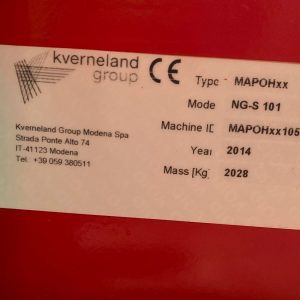 kverneland
group
CE
Type MAPOHxx
Mode NG-S 101
Machine ID MAPOHxx105
Year 2014
Mass [Kg] 2028
Kverneland Group Modena Spa
Strada Ponte Alto 74
IT-41123 Modena
Tel.: +39 059 380511